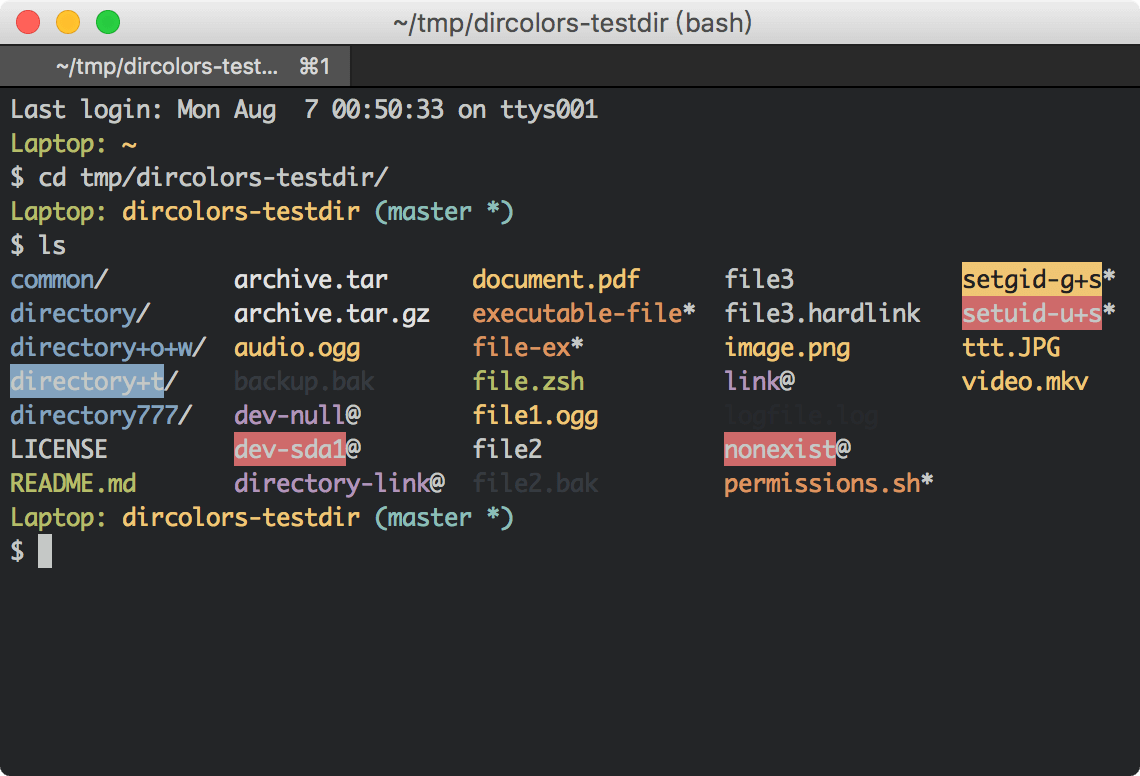 ~/tmp/dircolors-testdir (bash)
~/tmp/dircolors-test... ⌘1
Last login: Mon Aug  7 00:50:33 on ttys001
Laptop: ~
$ cd tmp/dircolors-testdir/
Laptop: dircolors-testdir (master *)
$ ls
common/         archive.tar      document.pdf      file3            setgid-g+s*
directory/      archive.tar.gz   executable-file*  file3.hardlink   setuid-u+s*
directory+o+w/  audio.ogg        file-ex*          image.png        ttt.JPG
directory+t/    backup.bak       file.zsh          link@            video.mkv
directory777/   dev-null@        file1.ogg         logfile.log
LICENSE         dev-sda1@        file2             nonexist@
README.md       directory-link@  file2.bak         permissions.sh*
Laptop: dircolors-testdir (master *)
$